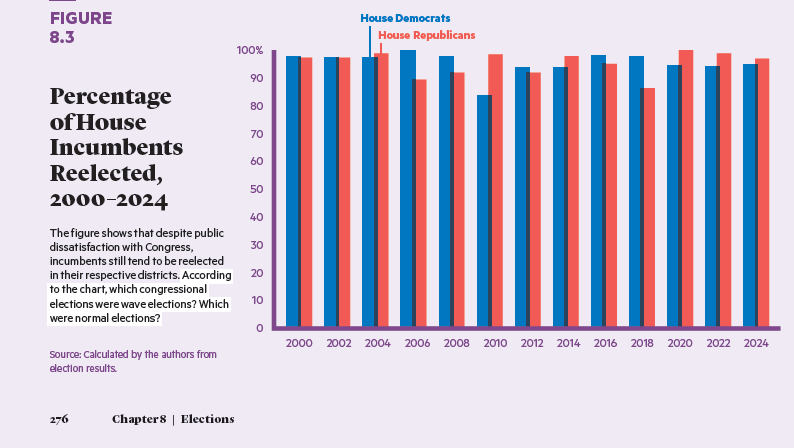 FIGURE
8.3
Percentage
of House
Incumbents
Reelected,
2000–2024
The figure shows that despite public
dissatisfaction with Congress,
incumbents still tend to be reelected
in their respective districts. According
to the chart, which congressional
elections were wave elections? Which
were normal elections?
Source: Calculated by the authors from
election results.
House Democrats
House Republicans
100%
90
80
70
60
50
40
30
20
10
0
2000 2002 2004 2006 2008 2010 2012 2014 2016 2018 2020 2022 2024
276 Chapter 8 | Elections